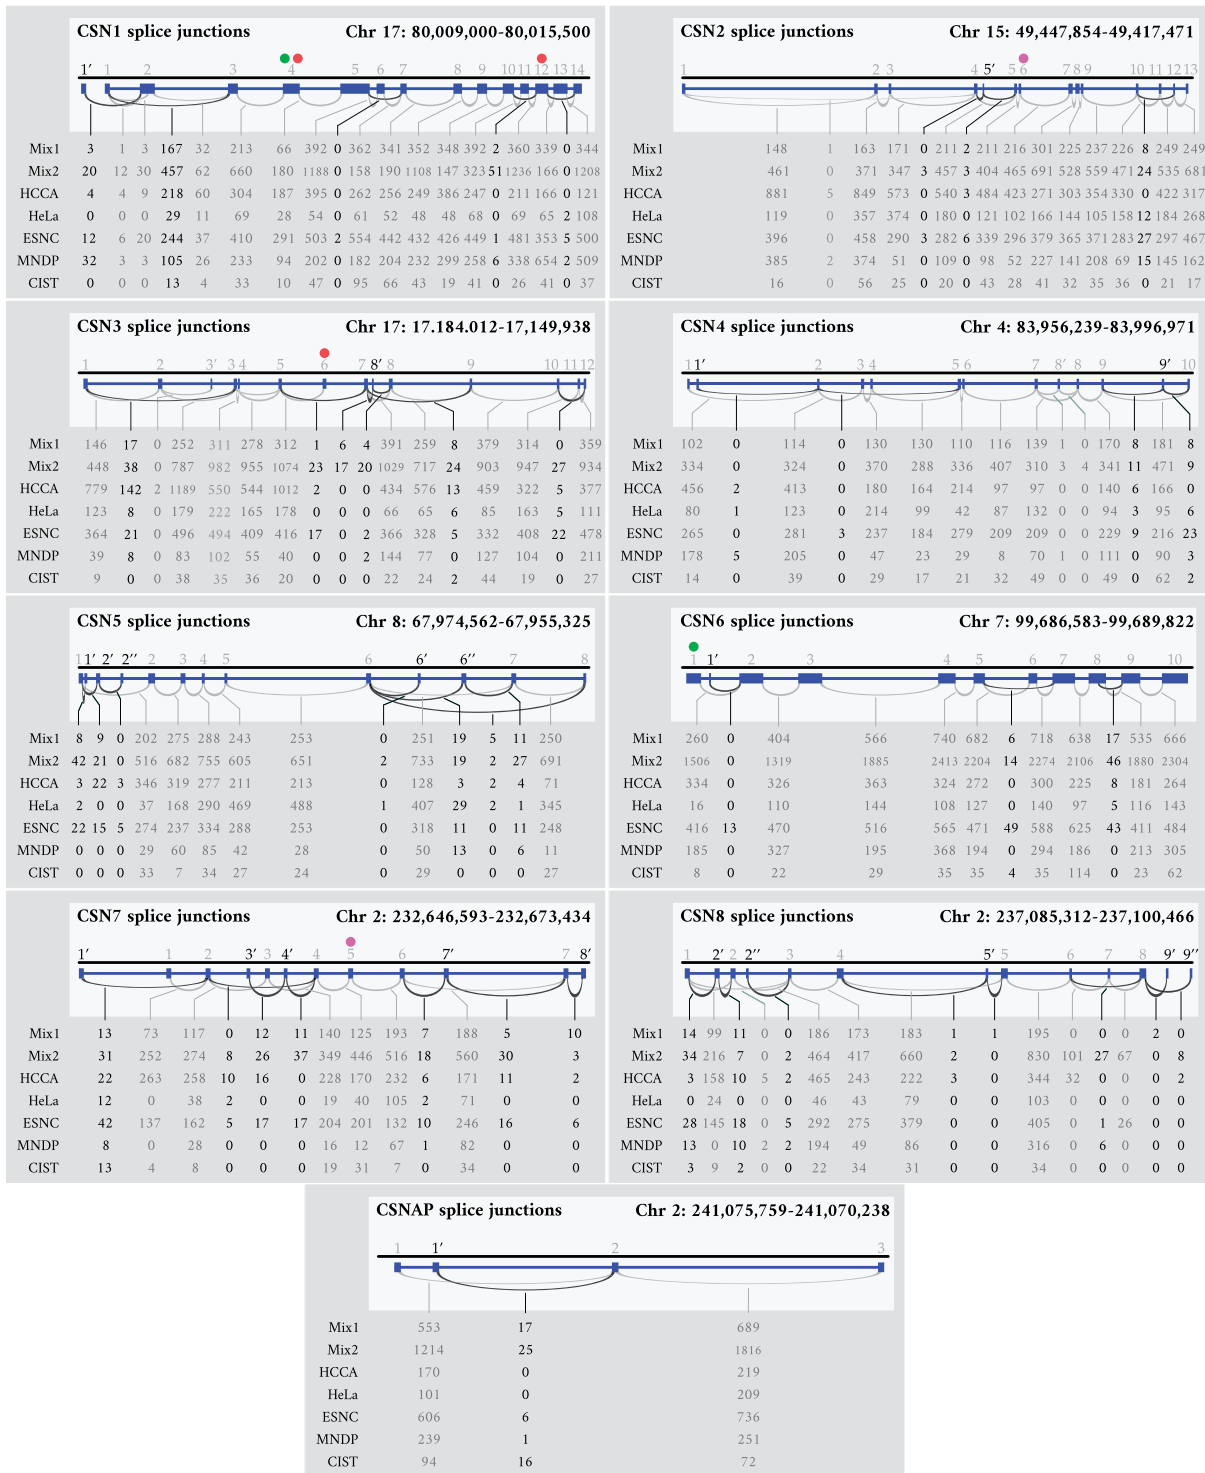 CSN1 splice junctions Chr 17: 80,009,000-80,015,500
1′ 1 2 3 4 5 6 7 8 9 10 11 12 13 14
Mix1 3 1 3 167 32 213 66 392 0 362 341 352 348 392 2 360 339 0 344
Mix2 20 12 30 457 62 660 180 1188 0 158 190 1108 147 323 51 1236 166 0 1208
HCCA 4 4 9 218 60 304 187 395 0 262 256 249 386 247 0 211 166 0 121
HeLa 0 0 0 29 11 69 28 54 0 61 52 48 48 68 0 69 65 2 108
ESNC 12 6 20 244 37 410 291 503 2 554 442 432 426 449 1 481 353 5 500
MNDP 32 3 3 105 26 233 94 202 0 182 204 232 299 258 6 338 654 2 509
CIST 0 0 0 13 4 33 10 47 0 95 66 43 19 41 0 26 41 0 37
CSN2 splice junctions Chr 15: 49,447,854-49,417,471
1 2 3 4 5′ 5 6 7 8 9 10 11 12 13
Mix1 148 1 163 171 0 211 2 211 216 301 225 237 226 8 249 249
Mix2 461 0 371 347 3 457 3 404 465 691 528 559 471 24 535 681
HCCA 881 5 849 573 0 540 3 484 423 271 303 354 330 0 422 317
HeLa 119 0 357 374 0 180 0 121 102 166 144 105 158 12 184 268
ESNC 396 0 458 290 3 282 6 339 296 379 365 371 283 27 297 467
MNDP 385 2 374 51 0 109 0 98 52 227 141 208 69 15 145 162
CIST 16 0 56 25 0 20 0 43 28 41 32 35 36 0 21 17
CSN3 splice junctions Chr 17: 17.184.012-17,149,938
1 2 3′ 3 4 5 6 7 8′ 8 9 10 11 12
Mix1 146 17 0 252 311 278 312 1 6 4 391 259 8 379 314 0 359
Mix2 448 38 0 787 982 955 1074 23 17 20 1029 717 24 903 947 27 934
HCCA 779 142 2 1189 550 544 1012 2 0 0 434 576 13 459 322 5 377
HeLa 123 8 0 179 222 165 178 0 0 0 66 65 6 85 163 5 111
ESNC 364 21 0 496 494 409 416 17 0 2 366 328 5 332 408 22 478
MNDP 39 8 0 83 102 55 40 0 0 2 144 77 0 127 104 0 211
CIST 9 0 0 38 35 36 20 0 0 0 22 24 2 44 19 0 27
CSN4 splice junctions Chr 4: 83,956,239-83,996,971
1 1′ 2 3 4 5 6 7 8′ 8 9 9′ 10
Mix1 102 0 114 0 130 130 110 116 139 1 0 170 8 181 8
Mix2 334 0 324 0 370 288 336 407 310 3 4 341 11 471 9
HCCA 456 2 413 0 180 164 214 97 97 0 0 140 6 166 0
HeLa 80 1 123 0 214 99 42 87 132 0 0 94 3 95 6
ESNC 265 0 281 3 237 184 279 209 209 0 0 229 9 216 23
MNDP 178 5 205 0 47 23 29 8 70 1 0 111 0 90 3
CIST 14 0 39 0 29 17 21 32 49 0 0 49 0 62 2
CSN5 splice junctions Chr 8: 67,974,562-67,955,325
1 1′ 2′ 2′′ 2 3 4 5 6 6′ 6′′ 7 8
Mix1 8 9 0 202 275 288 243 253 0 251 19 5 11 250
Mix2 42 21 0 516 682 755 605 651 2 733 19 2 27 691
HCCA 3 22 3 346 319 277 211 213 0 128 3 2 4 71
HeLa 2 0 0 37 168 290 469 488 1 407 29 2 1 345
ESNC 22 15 5 274 237 334 288 253 0 318 11 0 11 248
MNDP 0 0 0 29 60 85 42 28 0 50 13 0 6 11
CIST 0 0 0 33 7 34 27 24 0 29 0 0 0 27
CSN6 splice junctions Chr 7: 99,686,583-99,689,822
1 1′ 2 3 4 5 6 7 8 9 10
Mix1 260 0 404 566 740 682 6 718 638 17 535 666
Mix2 1506 0 1319 1885 2413 2204 14 2274 2106 46 1880 2304
HCCA 334 0 326 363 324 272 0 300 225 8 181 264
HeLa 16 0 110 144 108 127 0 140 97 5 116 143
ESNC 416 13 470 516 565 471 49 588 625 43 411 484
MNDP 185 0 327 195 368 194 0 294 186 0 213 305
CIST 8 0 22 29 35 35 4 35 114 0 23 62
CSN7 splice junctions Chr 2: 232,646,593-232,673,434
1′ 1 2 3′ 3 4′ 4 5 6 7′ 7 8′
Mix1 13 73 117 0 12 11 140 125 193 7 188 5 10
Mix2 31 252 274 8 26 37 349 446 516 18 560 30 3
HCCA 22 263 258 10 16 0 228 170 232 6 171 11 2
HeLa 12 0 38 2 0 0 19 40 105 2 71 0 0
ESNC 42 137 162 5 17 17 204 201 132 10 246 16 6
MNDP 8 0 28 0 0 0 16 12 67 1 82 0 0
CIST 13 4 8 0 0 0 19 31 7 0 34 0 0
CSN8 splice junctions Chr 2: 237,085,312-237,100,466
1 2′ 2 2′′ 3 4 5′ 5 6 7 8 9′ 9′′
Mix1 14 99 11 0 0 186 173 183 1 1 195 0 0 0 2 0
Mix2 34 216 7 0 2 464 417 660 2 0 830 101 27 67 0 8
HCCA 3 158 10 5 2 465 243 222 3 0 344 32 0 0 0 2
HeLa 0 24 0 0 0 46 43 79 0 0 103 0 0 0 0 0
ESNC 28 145 18 0 5 292 275 379 0 0 405 0 1 26 0 0
MNDP 13 0 10 2 2 194 49 86 0 0 316 0 6 0 0 0
CIST 3 9 2 0 0 22 34 31 0 0 34 0 0 0 0 0
CSNAP splice junctions Chr 2: 241,075,759-241,070,238
1 1′ 2 3
Mix1 553 17 689
Mix2 1214 25 1816
HCCA 170 0 219
HeLa 101 0 209
ESNC 606 6 736
MNDP 239 1 251
CIST 94 16 72